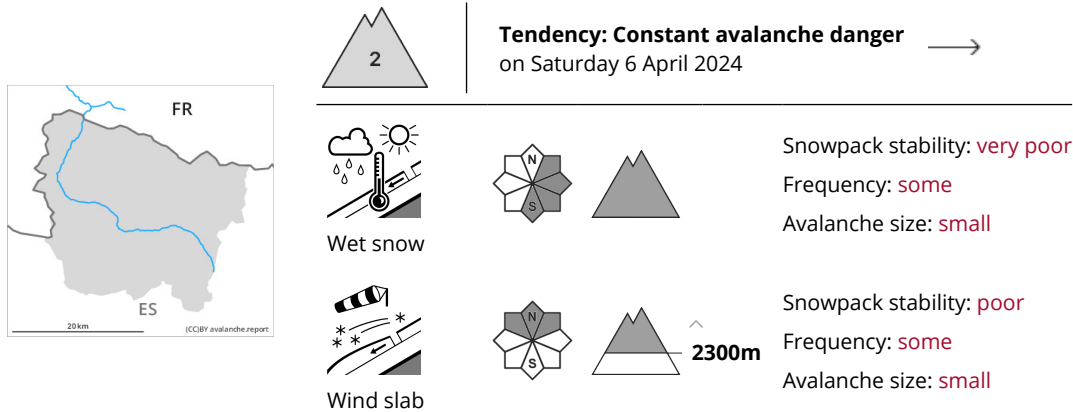 2
Tendency: Constant avalanche danger
on Saturday 6 April 2024
FR
ES
20 km
(CC)BY avalanche.report
N
S
Wet snow
Snowpack stability: very poor
Frequency: some
Avalanche size: small
N
S
2300m
Wind slab
Snowpack stability: poor
Frequency: some
Avalanche size: small